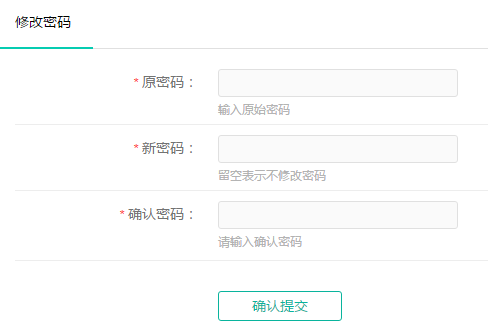 修改密码
* 原密码：
输入原始密码
* 新密码：
留空表示不修改密码
* 确认密码：
请输入确认密码
确认提交